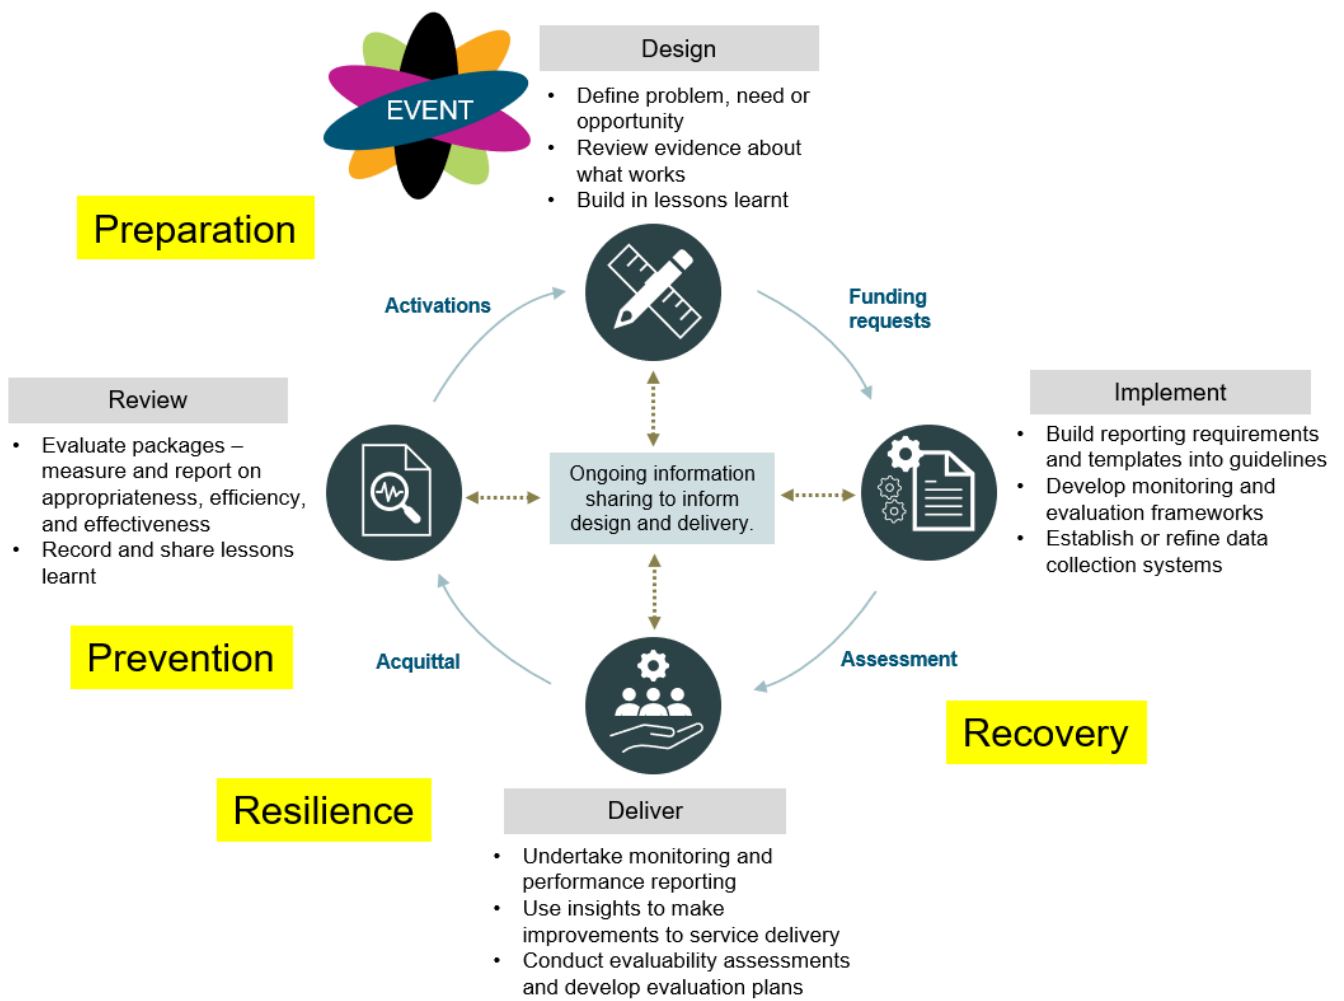 EVENT
Design
• Define problem, need or
opportunity
• Review evidence about
what works
• Build in lessons learnt
Preparation
Activations
Funding
requests
Review
• Evaluate packages –
measure and report on
appropriateness, efficiency,
and effectiveness
• Record and share lessons
learnt
Ongoing information
sharing to inform
design and delivery.
Implement
• Build reporting requirements
and templates into guidelines
• Develop monitoring and
evaluation frameworks
• Establish or refine data
collection systems
Prevention
Acquittal
Assessment
Recovery
Resilience
Deliver
• Undertake monitoring and
performance reporting
• Use insights to make
improvements to service delivery
• Conduct evaluability assessments
and develop evaluation plans